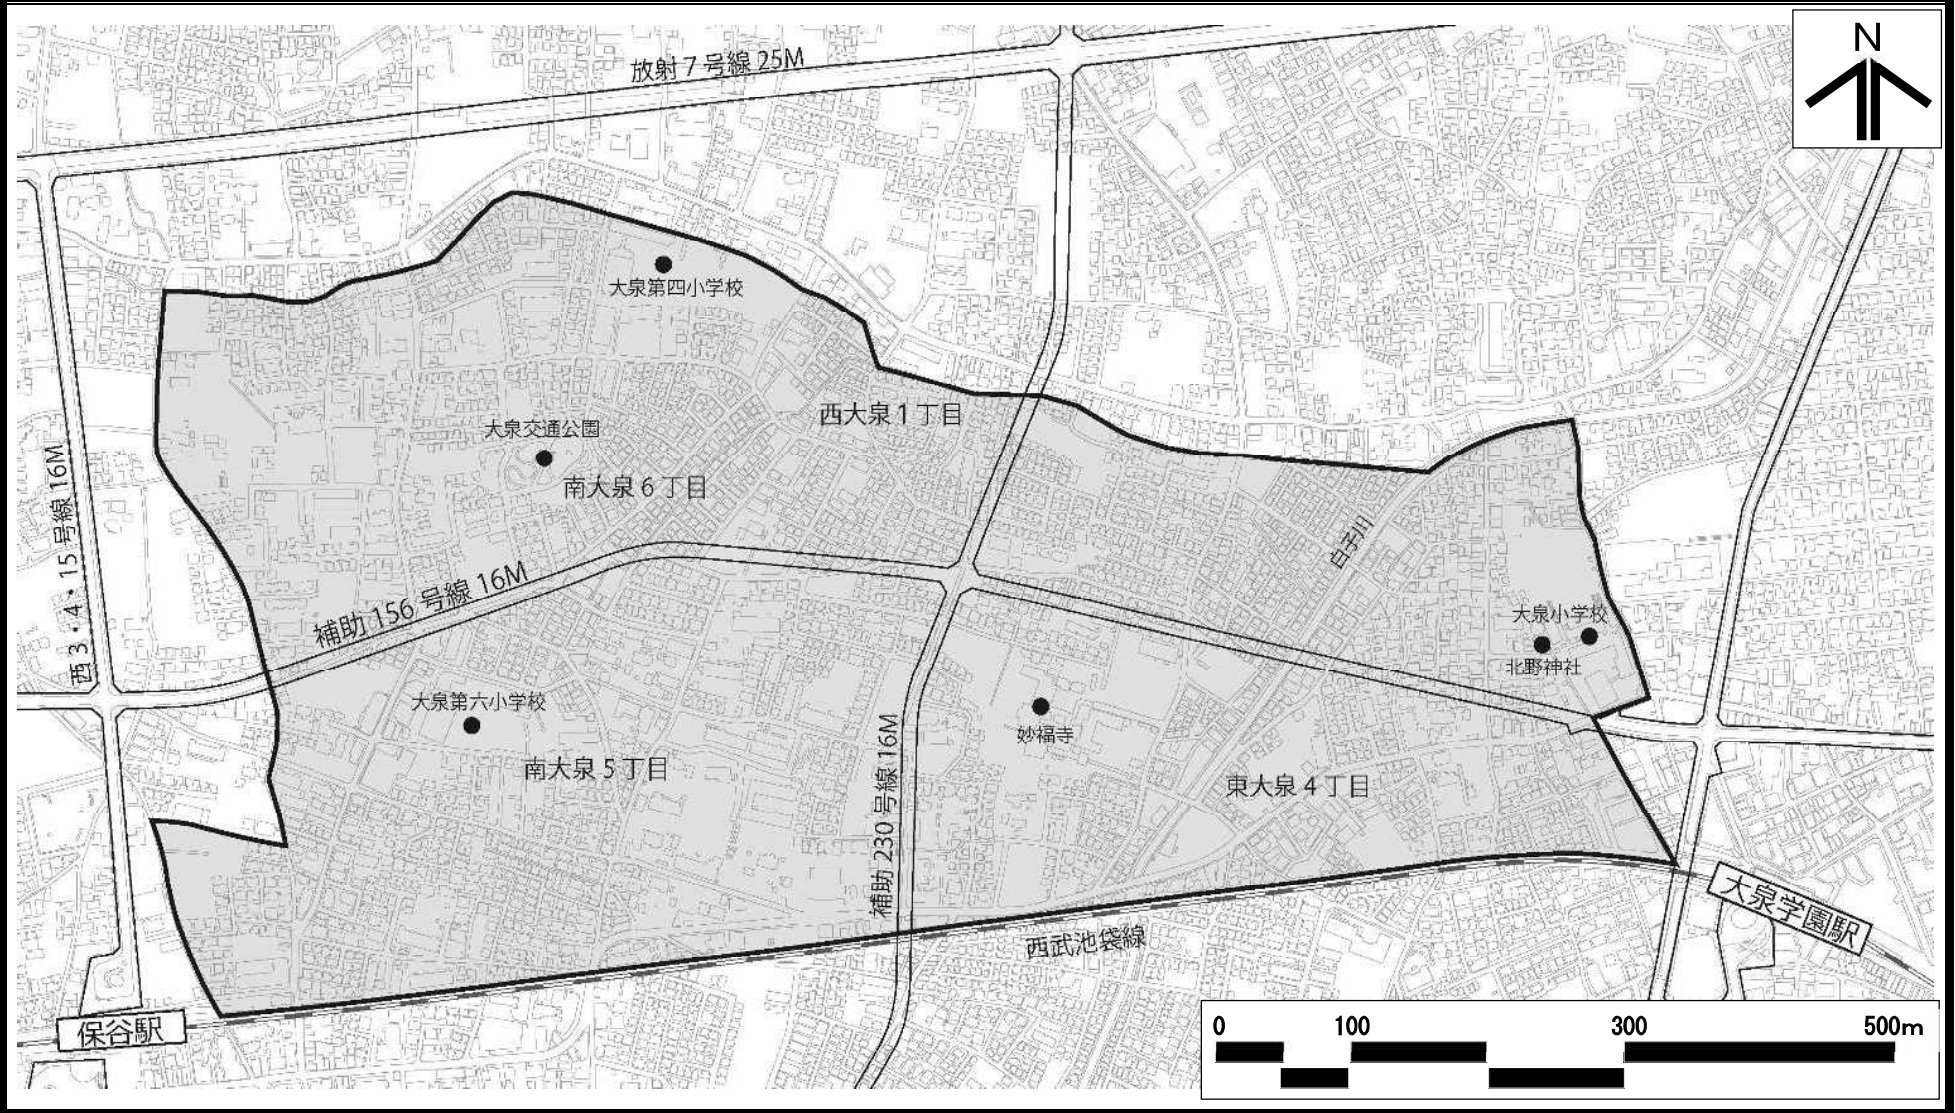 N
放射7号線 25M
大泉第四小学校
西大泉1丁目
大泉交通公園
南大泉6丁目
西3・4・15号線 16M
白子川
補助156号線 16M
大泉小学校
北野神社
大泉第六小学校
妙福寺
南大泉5丁目
補助230号線 16M
東大泉4丁目
大泉学園駅
西武池袋線
保谷駅
0 100 300 500m